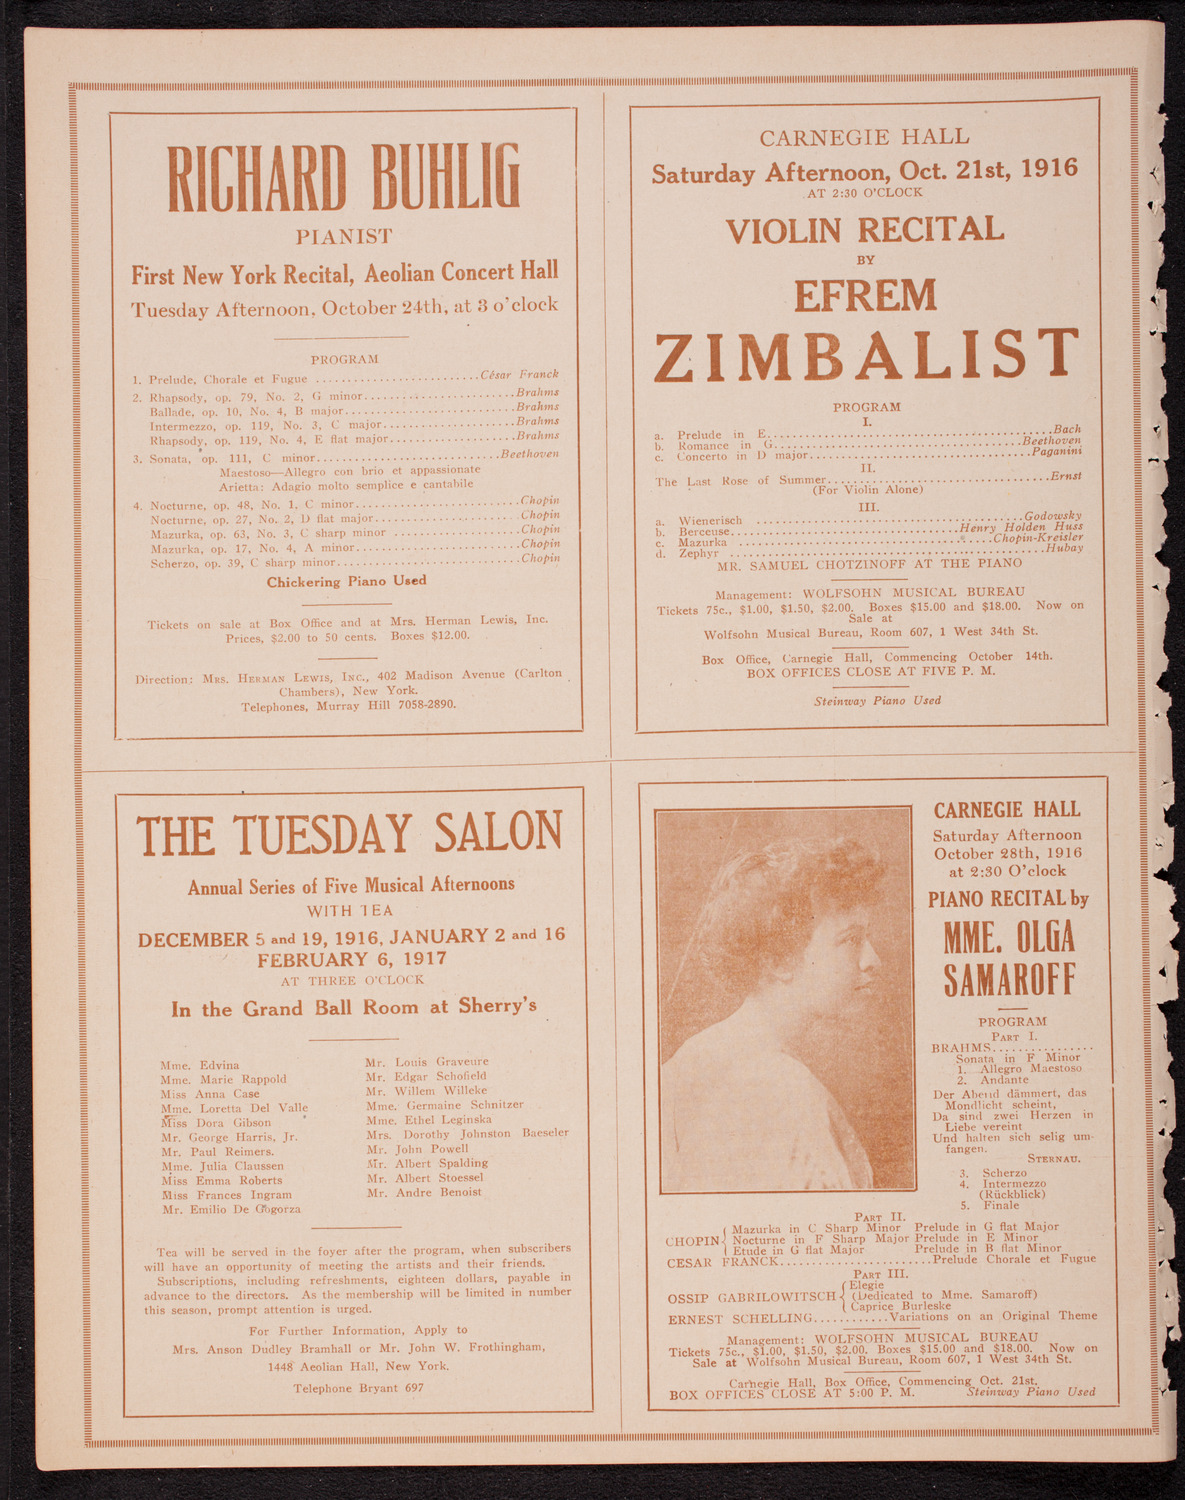 RICHARD BUHLIG
PIANIST
First New York Recital, Aeolian Concert Hall
Tuesday Afternoon, October 24th, at 3 o'clock
PROGRAM
1. Prelude, Chorale et Fugue ..........................César Franck
2. Rhapsody, op. 79, No. 2, G minor........................Brahms
Ballade, op. 10, No. 4, B major...........................Brahms
Intermezzo, op. 119, No. 3, C major.....................Brahms
Rhapsody, op. 119, No. 4, E flat major....................Brahms
3. Sonata, op. 111, C minor.............................Beethoven
Maestoso—Allegro con brio et appassionate
Arietta: Adagio molto semplice e cantabile
4. Nocturne, op. 48, No. 1, C minor..........................Chopin
Nocturne, op. 27, No. 2, D flat major.......................Chopin
Mazurka, op. 63, No. 3, C sharp minor ....................Chopin
Mazurka, op. 17, No. 4, A minor..........................Chopin
Scherzo, op. 39, C sharp minor.............................Chopin
Chickering Piano Used
Tickets on sale at Box Office and at Mrs. Herman Lewis, Inc.
Prices, $2.00 to 50 cents. Boxes $12.00.
Direction: MRS. HERMAN LEWIS, INC., 402 Madison Avenue (Carlton
Chambers), New York.
Telephones, Murray Hill 7058-2890.
CARNEGIE HALL
Saturday Afternoon, Oct. 21st, 1916
AT 2:30 O'CLOCK
VIOLIN RECITAL
BY
EFREM
ZIMBALIST
PROGRAM
I.
a. Prelude in E.............................................Bach
b. Romance in G.......................................Beethoven
c. Concerto in D major...................................Paganini
II.
The Last Rose of Summer...................................Ernst
(For Violin Alone)
III.
a. Wienerisch ..........................................Godowsky
b. Berceuse....................................Henry Holden Huss
c. Mazurka ........................................Chopin-Kreisler
d. Zephyr .................................................Hubay
MR. SAMUEL CHOTZINOFF AT THE PIANO
Management: WOLFSOHN MUSICAL BUREAU
Tickets 75c., $1.00, $1.50, $2.00. Boxes $15.00 and $18.00. Now on
Sale at
Wolfsohn Musical Bureau, Room 607, 1 West 34th St.
Box Office, Carnegie Hall, Commencing October 14th.
BOX OFFICES CLOSE AT FIVE P. M.
Steinway Piano Used
THE TUESDAY SALON
Annual Series of Five Musical Afternoons
WITH TEA
DECEMBER 5 and 19, 1916, JANUARY 2 and 16
FEBRUARY 6, 1917
AT THREE O'CLOCK
In the Grand Ball Room at Sherry's
Mme. Edvina
Mme. Marie Rappold
Miss Anna Case
Mme. Loretta Del Valle
Miss Dora Gibson
Mr. George Harris, Jr.
Mr. Paul Reimers.
Mme. Julia Claussen
Miss Emma Roberts
Miss Frances Ingram
Mr. Emilio De Gogorza
Mr. Louis Graveure
Mr. Edgar Schofield
Mr. Willem Willeke
Mme. Germaine Schnitzer
Mme. Ethel Leginska
Mrs. Dorothy Johnston Baeseler
Mr. John Powell
Mr. Albert Spalding
Mr. Albert Stoessel
Mr. Andre Benoist
Tea will be served in the foyer after the program, when subscribers
will have an opportunity of meeting the artists and their friends.
Subscriptions, including refreshments, eighteen dollars, payable in
advance to the directors. As the membership will be limited in number
this season, prompt attention is urged.
For Further Information, Apply to
Mrs. Anson Dudley Bramhall or Mr. John W. Frothingham,
1448 Aeolian Hall, New York.
Telephone Bryant 697
CARNEGIE HALL
Saturday Afternoon
October 28th, 1916
at 2:30 O'clock
PIANO RECITAL by
MME. OLGA
SAMAROFF
PROGRAM
PART I.
BRAHMS................
Sonata in F Minor
1. Allegro Maestoso
2. Andante
Der Abend dämmert, das
Mondlicht scheint,
Da sind zwei Herzen in
Liebe vereint
Und halten sich selig um-
fangen.
STERNAU.
3. Scherzo
4. Intermezzo
(Rückblick)
5. Finale
PART II.
Mazurka in C Sharp Minor Prelude in G flat Major
CHOPIN { Nocturne in F Sharp Major Prelude in E Minor
Etude in G flat Major Prelude in B flat Minor
CESAR FRANCK........................Prelude Chorale et Fugue
PART III.
Elegie
OSSIP GABRILOWITSCH { (Dedicated to Mme. Samaroff)
Caprice Burleske
ERNEST SCHELLING............Variations on an Original Theme
Management: WOLFSOHN MUSICAL BUREAU
Tickets 75c., $1.00, $1.50, $2.00. Boxes $15.00 and $18.00. Now on
Sale at Wolfsohn Musical Bureau, Room 607, 1 West 34th St.
Carnegie Hall, Box Office, Commencing Oct. 21st.
BOX OFFICES CLOSE AT 5:00 P. M. Steinway Piano Used